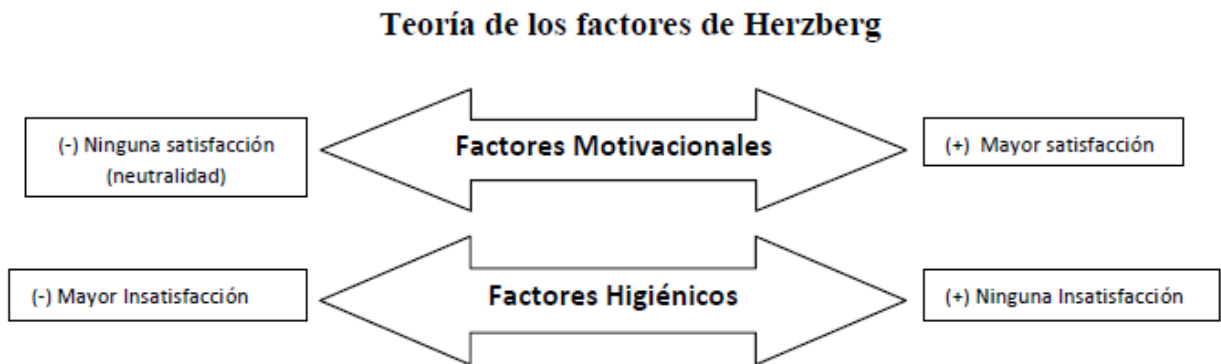 Teoría de los factores de Herzberg
(-) Ninguna satisfacción
(neutralidad)
Factores Motivacionales
(+) Mayor satisfacción
(-) Mayor Insatisfacción
Factores Higiénicos
(+) Ninguna Insatisfacción